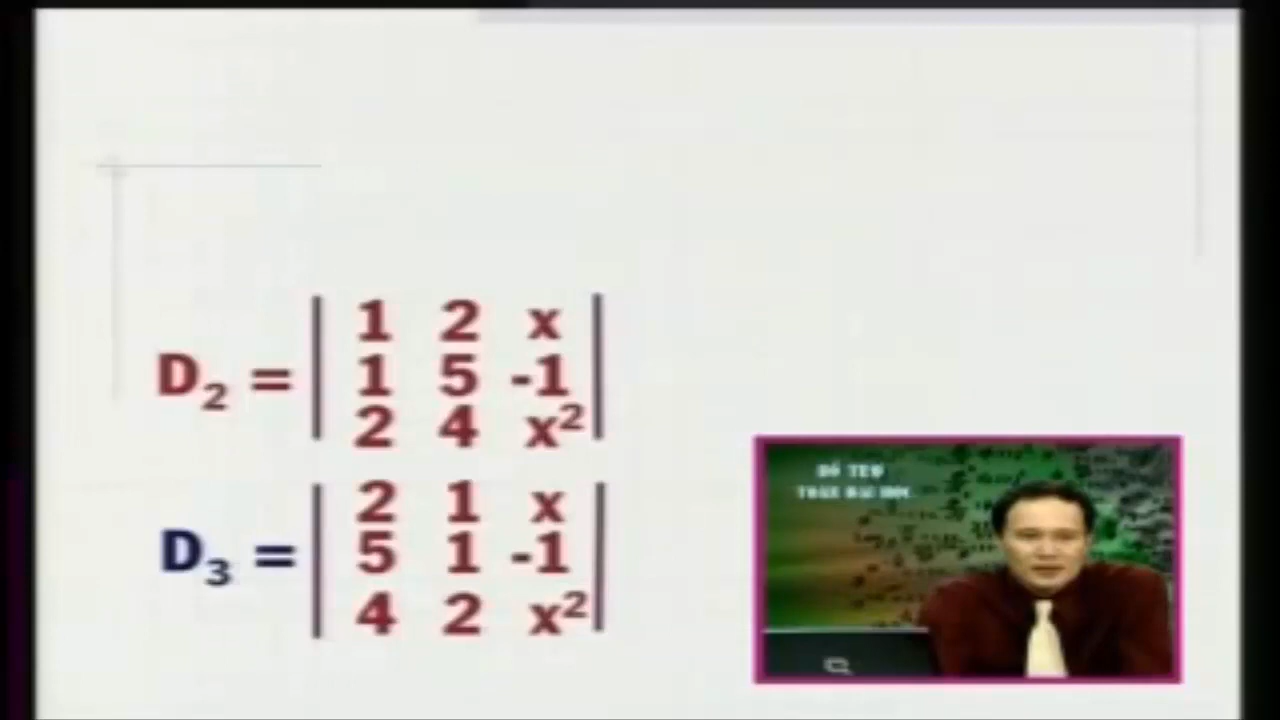 1 2 x
D₂ = 1 5 -1
2 4 x²
2 1 x
D₃ = 5 1 -1
4 2 x²